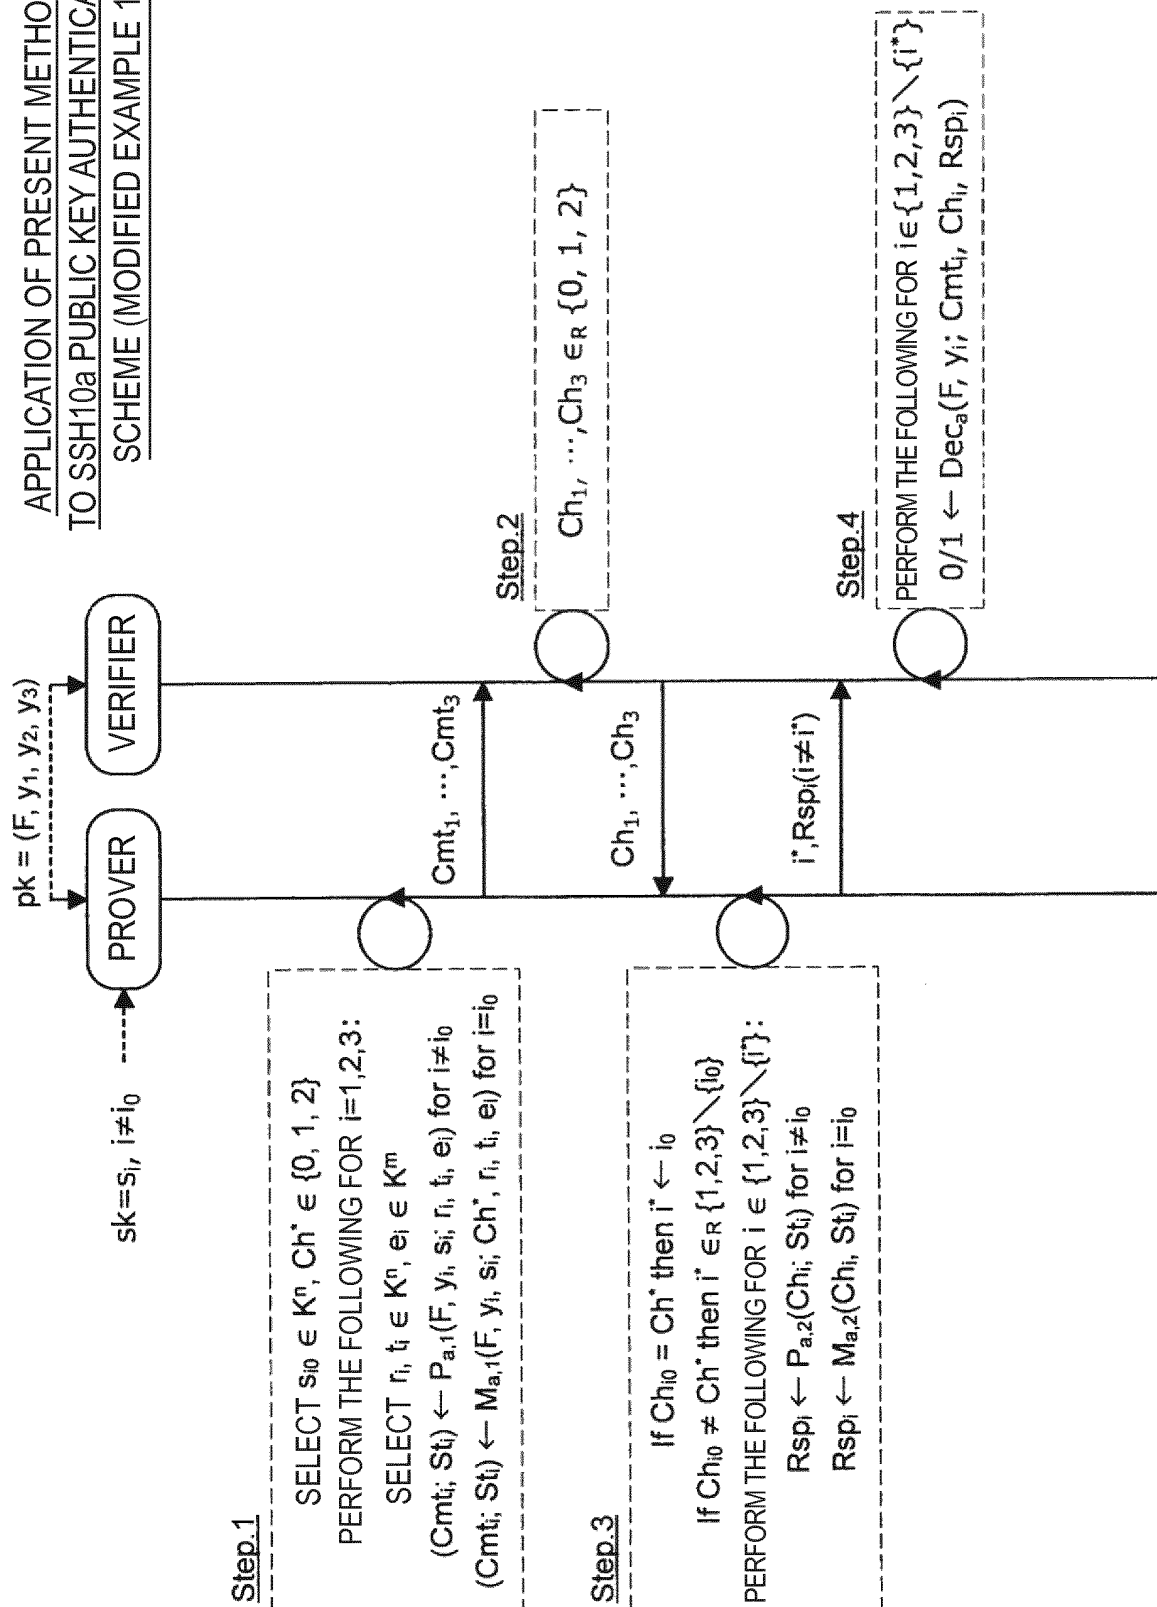 APPLICATION OF PRESENT METHO
TO SSH10a PUBLIC KEY AUTHENTICA
SCHEME (MODIFIED EXAMPLE 1
pk = (F, y₁, y₂, y₃)
sk=sᵢ, i≠i₀
PROVER
VERIFIER
Step.1
SELECT sᵢ₀ ∈ Kⁿ, Ch* ∈ {0, 1, 2}
PERFORM THE FOLLOWING FOR i=1,2,3:
SELECT rᵢ, tᵢ ∈ Kⁿ, eᵢ ∈ Kᵐ
(Cmtᵢ; Stᵢ) ← Pₐ,₁(F, yᵢ, sᵢ; rᵢ, tᵢ, eᵢ) for i≠i₀
(Cmtᵢ; Stᵢ) ← Mₐ,₁(F, yᵢ, sᵢ; Ch*, rᵢ, tᵢ, eᵢ) for i=i₀
Cmt₁, ⋯,Cmt₃
Step.2
Ch₁, ⋯,Ch₃ ∈R {0, 1, 2}
Ch₁, ⋯,Ch₃
Step.3
If Chᵢ₀ = Ch* then i* ← i₀
If Chᵢ₀ ≠ Ch* then i* ∈R {1,2,3}∖{i₀}
PERFORM THE FOLLOWING FOR i ∈ {1,2,3}∖{i*}:
Rspᵢ ← Pₐ,₂(Chᵢ; Stᵢ) for i≠i₀
Rspᵢ ← Mₐ,₂(Chᵢ, Stᵢ) for i=i₀
i*,Rspᵢ(i≠i*)
Step.4
PERFORM THE FOLLOWING FOR i∈{1,2,3}∖{i*}
0/1 ← Decₐ(F, yᵢ; Cmtᵢ, Chᵢ, Rspᵢ)